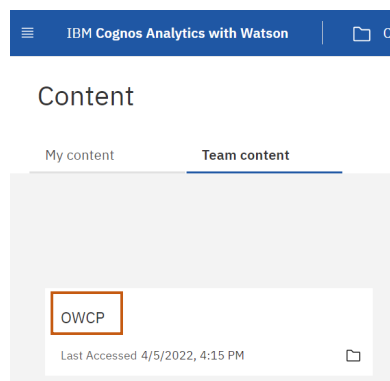 IBM Cognos Analytics with Watson
Content
My content Team content
OWCP
Last Accessed 4/5/2022, 4:15 PM